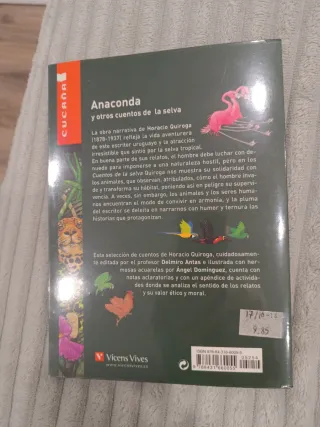 CUCAÑA
Anaconda
y otros cuentos de la selva
La obra narrativa de Horacio Quiroga
(1878-1937) refleja la vida aventurera
de este escritor uruguayo y la atracción
irresistible que sintió por la selva tropical.
En buena parte de sus relatos, el hombre debe luchar con de-
nuedo para imponerse a una naturaleza hostil, pero en los
Cuentos de la selva Quiroga nos muestra su solidaridad con
los animales, que observan, atribulados, cómo el hombre inva-
de y transforma su hábitat, poniendo así en peligro su supervi-
vencia. A veces, sin embargo, los animales y los seres huma-
nos encuentran el modo de convivir en armonía, y la pluma
del escritor se deleita en narrarnos con humor y ternura los
historias que protagonizan.
Esta selección de cuentos de Horacio Quiroga, cuidadosamen-
te editada por el profesor Delmiro Antas e ilustrada con her-
mosas acuarelas por Ángel Domínguez, cuenta con
notas aclaratorias y con un apéndice de activida-
des donde se analiza el sentido de los relatos
y su valor ético y moral.
Vicens Vives
www.vicensvives.es
9.95